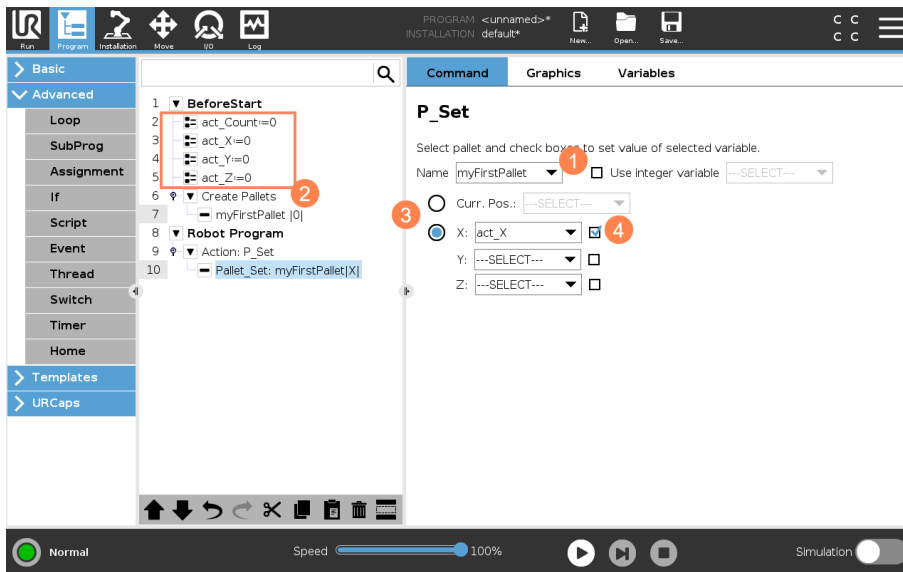 UR
PROGRAM <unnamed>*
INSTALLATION default*
Run Program Installation Move I/O Log New... Open... Save...
C C
C C
Basic
Advanced
Loop
SubProg
Assignment
If
Script
Event
Thread
Switch
Timer
Home
Templates
URCaps
1 BeforeStart
2 act_Count:=0
3 act_X:=0
4 act_Y:=0
5 act_Z:=0
2
6 Create Pallets
7 myFirstPallet |0|
8 Robot Program
9 Action: P_Set
10 Pallet_Set: myFirstPallet|X|
Command Graphics Variables
P_Set
Select pallet and check boxes to set value of selected variable.
Name myFirstPallet 1 Use integer variable ---SELECT---
Curr. Pos.: ---SELECT---
3
X: act_X 4
Y: ---SELECT---
Z: ---SELECT---
Normal Speed 100% Simulation